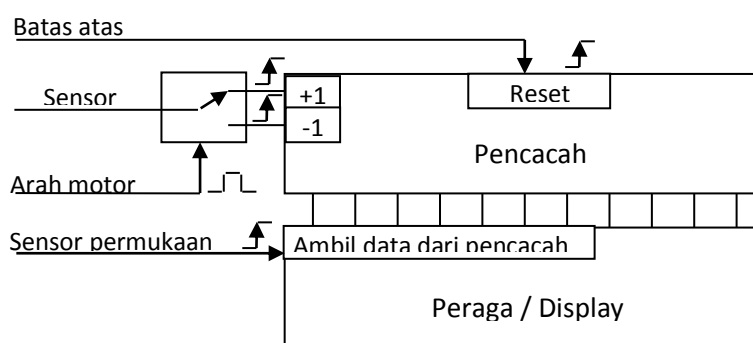 Batas atas
Sensor
+1
Reset
-1
Pencacah
Arah motor
Sensor permukaan
Ambil data dari pencacah
Peraga / Display